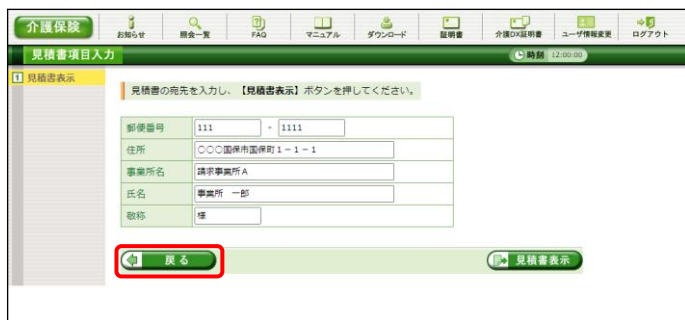 介護保険
お知らせ 照会一覧 FAQ マニュアル ダウンロード 証明書 介護DX証明書 ユーザ情報変更 ログアウト
見積書項目入力 時刻 12:00:00
1 見積書表示
見積書の宛先を入力し、【見積書表示】ボタンを押してください。
郵便番号 111 - 1111
住所 〇〇〇国保市国保町1-1-1
事業所名 請求事業所A
氏名 事業所 一郎
敬称 様
戻る 見積書表示